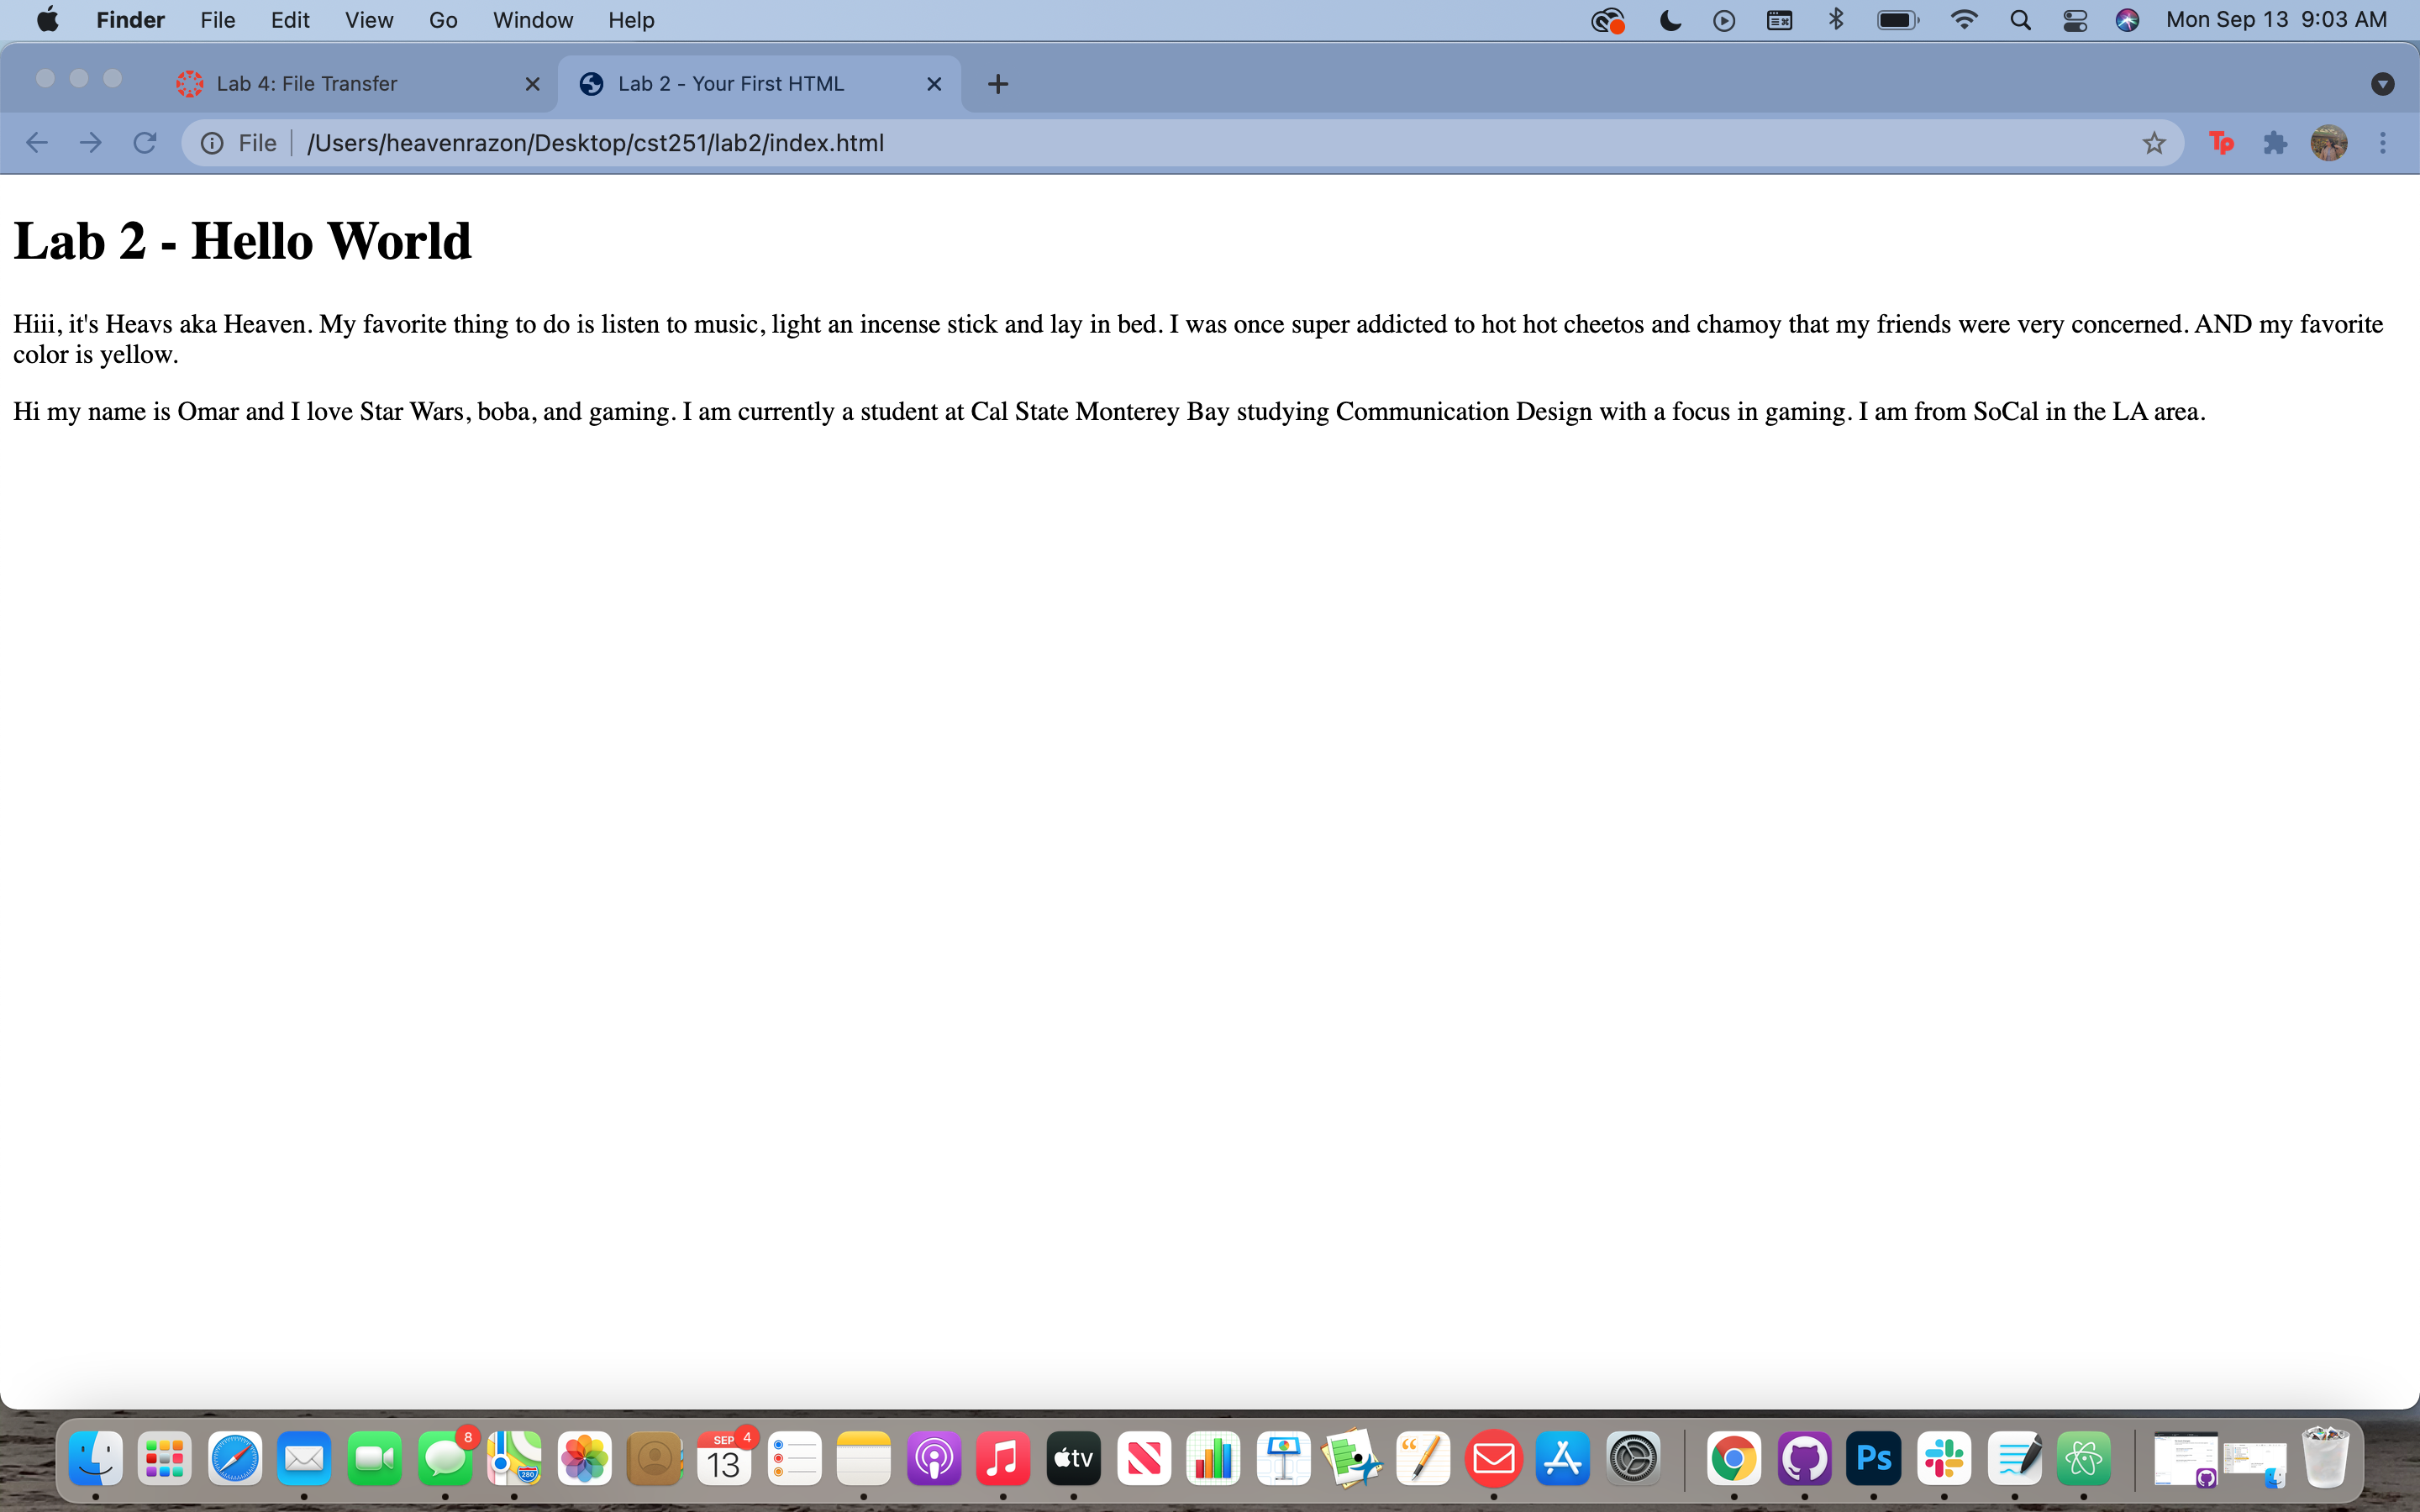 Finder File Edit View Go Window Help Mon Sep 13 9:03 AM
Lab 4: File Transfer Lab 2 - Your First HTML
File /Users/heavenrazon/Desktop/cst251/lab2/index.html Tp
Lab 2 - Hello World
Hiii, it's Heavs aka Heaven. My favorite thing to do is listen to music, light an incense stick and lay in bed. I was once super addicted to hot hot cheetos and chamoy that my friends were very concerned. AND my favorite
color is yellow.
Hi my name is Omar and I love Star Wars, boba, and gaming. I am currently a student at Cal State Monterey Bay studying Communication Design with a focus in gaming. I am from SoCal in the LA area.
8 SEP 4
280 13 tv Ps